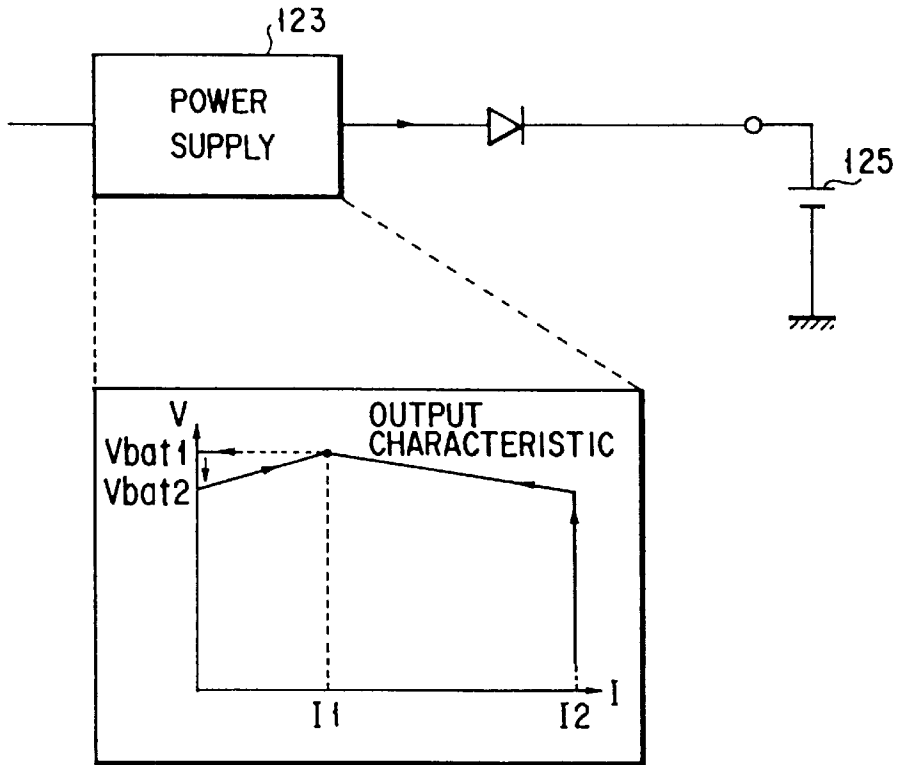 123
POWER
SUPPLY
125
V
OUTPUT
CHARACTERISTIC
Vbat1
Vbat2
I
I1
I2